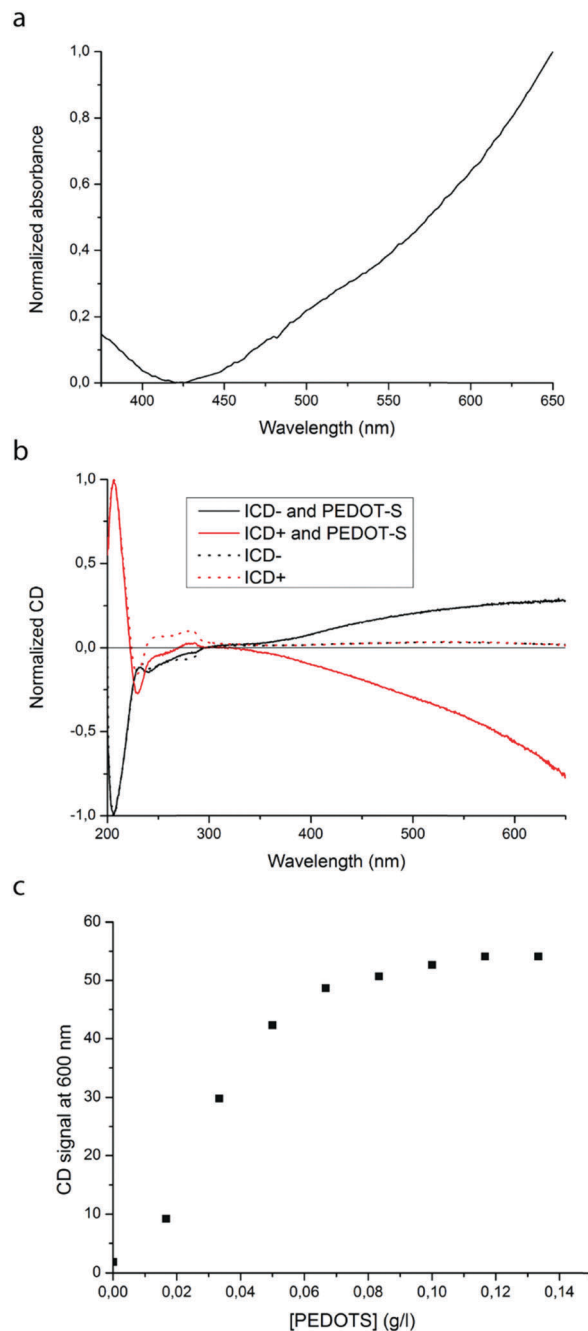 a
1,0
0,8
0,6
0,4
0,2
0,0
Normalized absorbance
400 450 500 550 600 650
Wavelength (nm)
b
1,0
0,5
0,0
-0,5
-1,0
Normalized CD
ICD- and PEDOT-S
ICD+ and PEDOT-S
ICD-
ICD+
200 300 400 500 600
Wavelength (nm)
c
60
50
40
30
20
10
0
CD signal at 600 nm
0,00 0,02 0,04 0,06 0,08 0,10 0,12 0,14
[PEDOTS] (g/l)